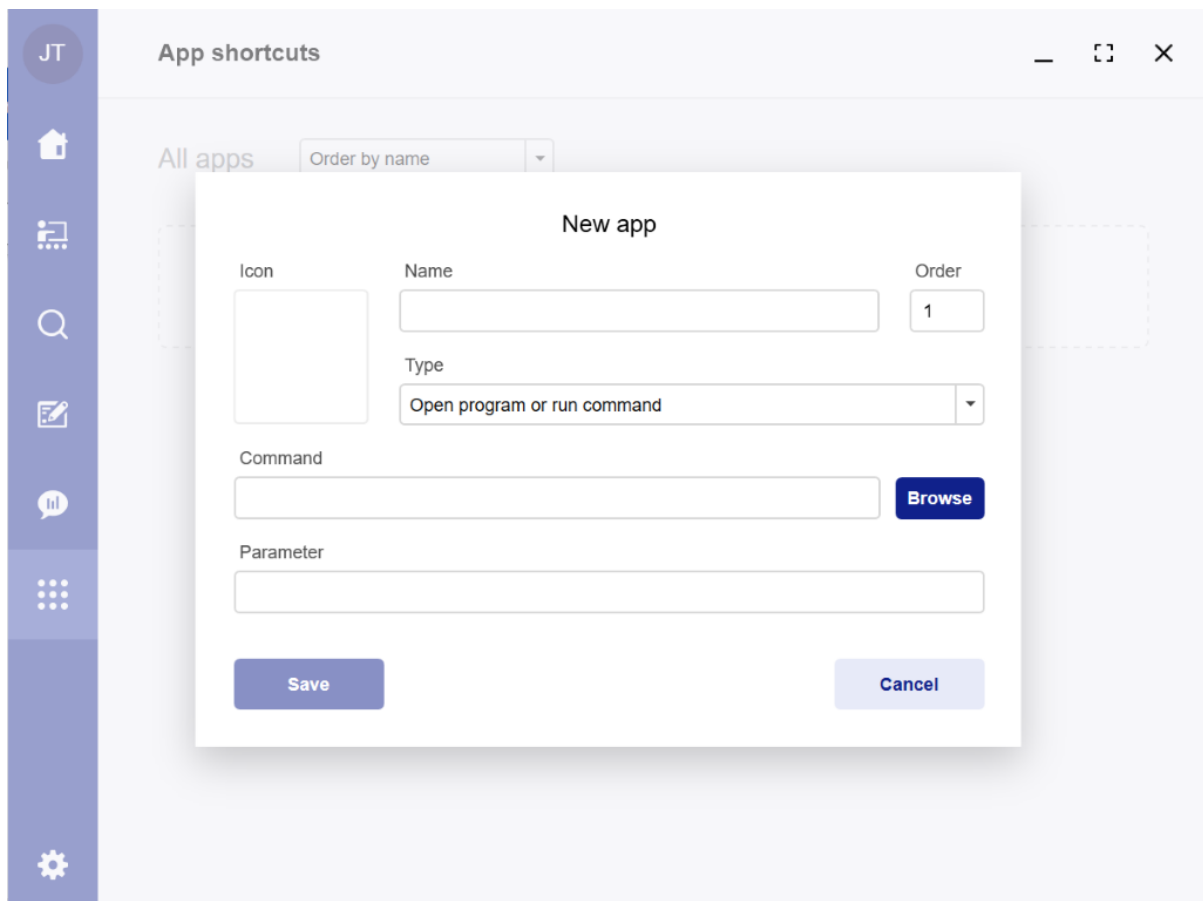 JT
App shortcuts
All apps
Order by name
New app
Icon
Name
Order
1
Type
Open program or run command
Command
Browse
Parameter
Save
Cancel